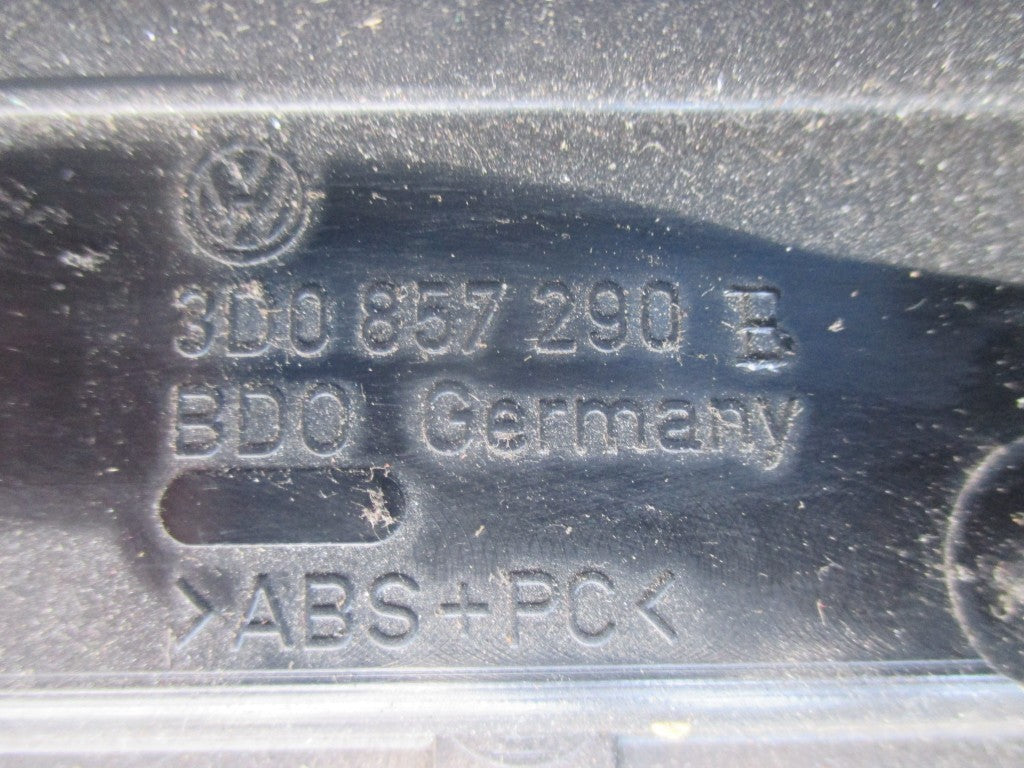 3D0 857 290 B
BDO Germany
>ABS+PC<